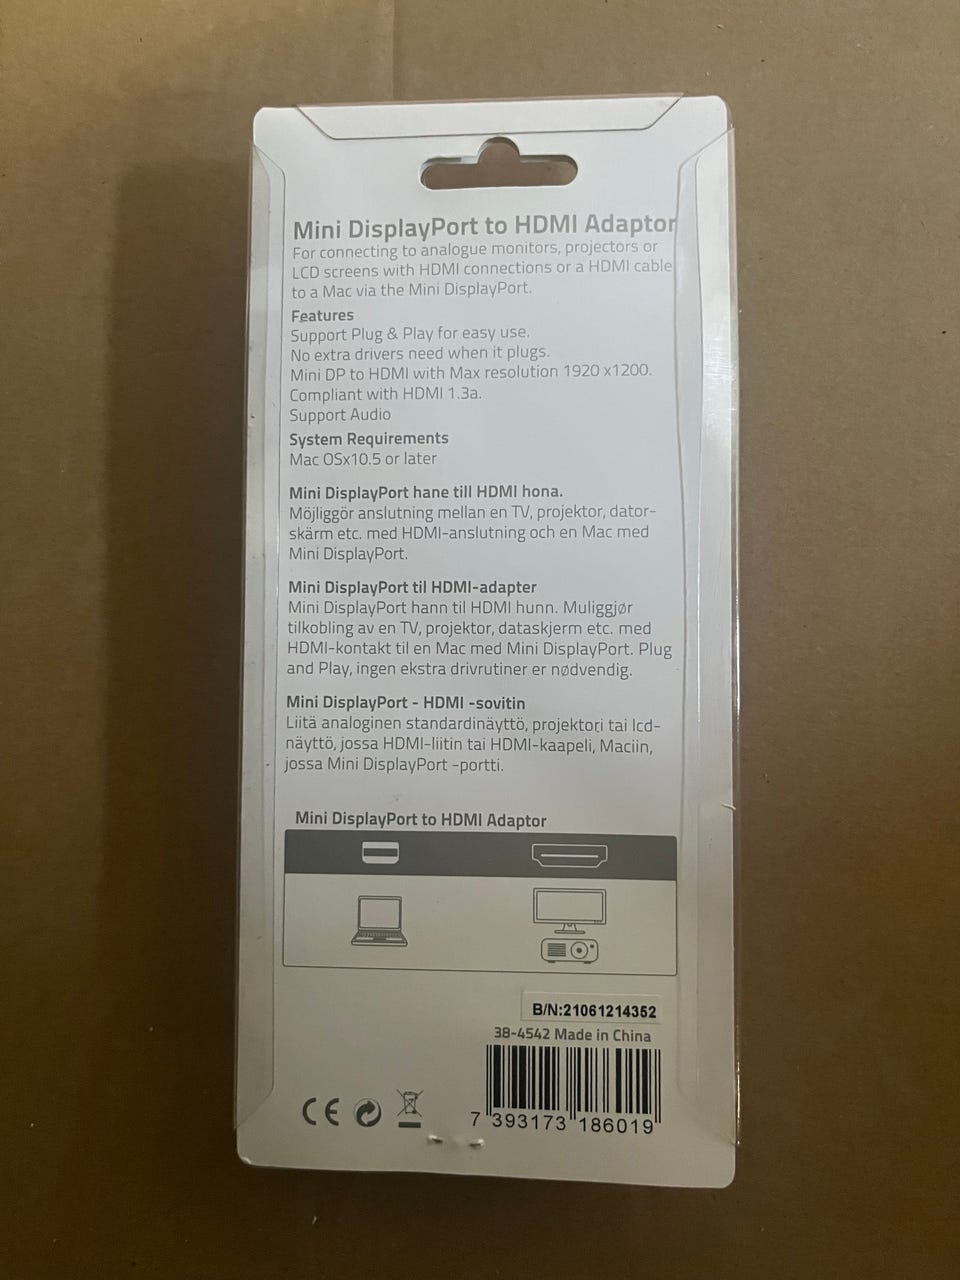 Mini DisplayPort to HDMI Adaptor
For connecting to analogue monitors, projectors or
LCD screens with HDMI connections or a HDMI cable
to a Mac via the Mini DisplayPort.
Features
Support Plug & Play for easy use.
No extra drivers need when it plugs.
Mini DP to HDMI with Max resolution 1920 x1200.
Compliant with HDMI 1.3a.
Support Audio
System Requirements
Mac OSx10.5 or later
Mini DisplayPort hane till HDMI hona.
Möjliggör anslutning mellan en TV, projektor, dator-
skärm etc. med HDMI-anslutning och en Mac med
Mini DisplayPort.
Mini DisplayPort til HDMI-adapter
Mini DisplayPort hann til HDMI hunn. Muliggjør
tilkobling av en TV, projektor, dataskjerm etc. med
HDMI-kontakt til en Mac med Mini DisplayPort. Plug
and Play, ingen ekstra drivrutiner er nødvendig.
Mini DisplayPort - HDMI -sovitin
Liitä analoginen standardinäyttö, projektori tai lcd-
näyttö, jossa HDMI-liitin tai HDMI-kaapeli, Maciin,
jossa Mini DisplayPort -portti.
Mini DisplayPort to HDMI Adaptor
B/N:21061214352
38-4542 Made in China
CE
7 393173 186019